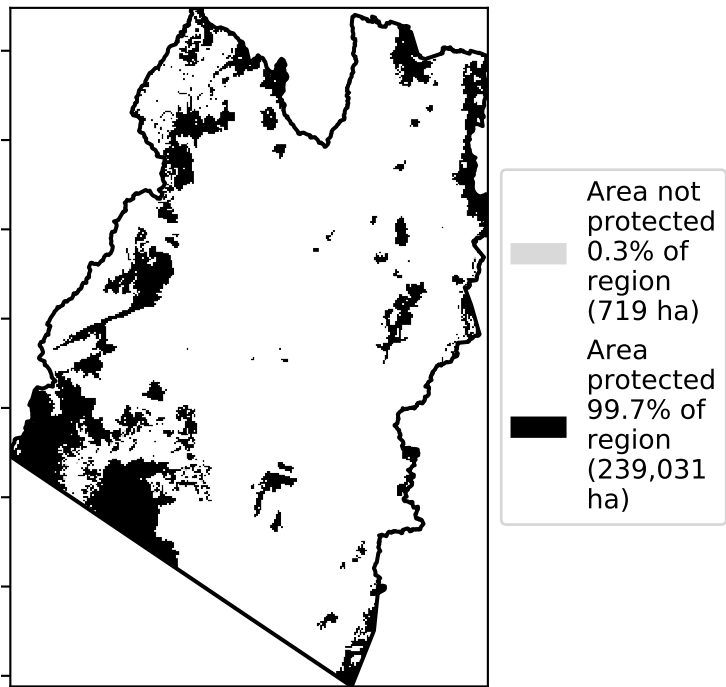 Area not
protected
0.3% of
region
(719 ha)
Area
protected
99.7% of
region
(239,031
ha)